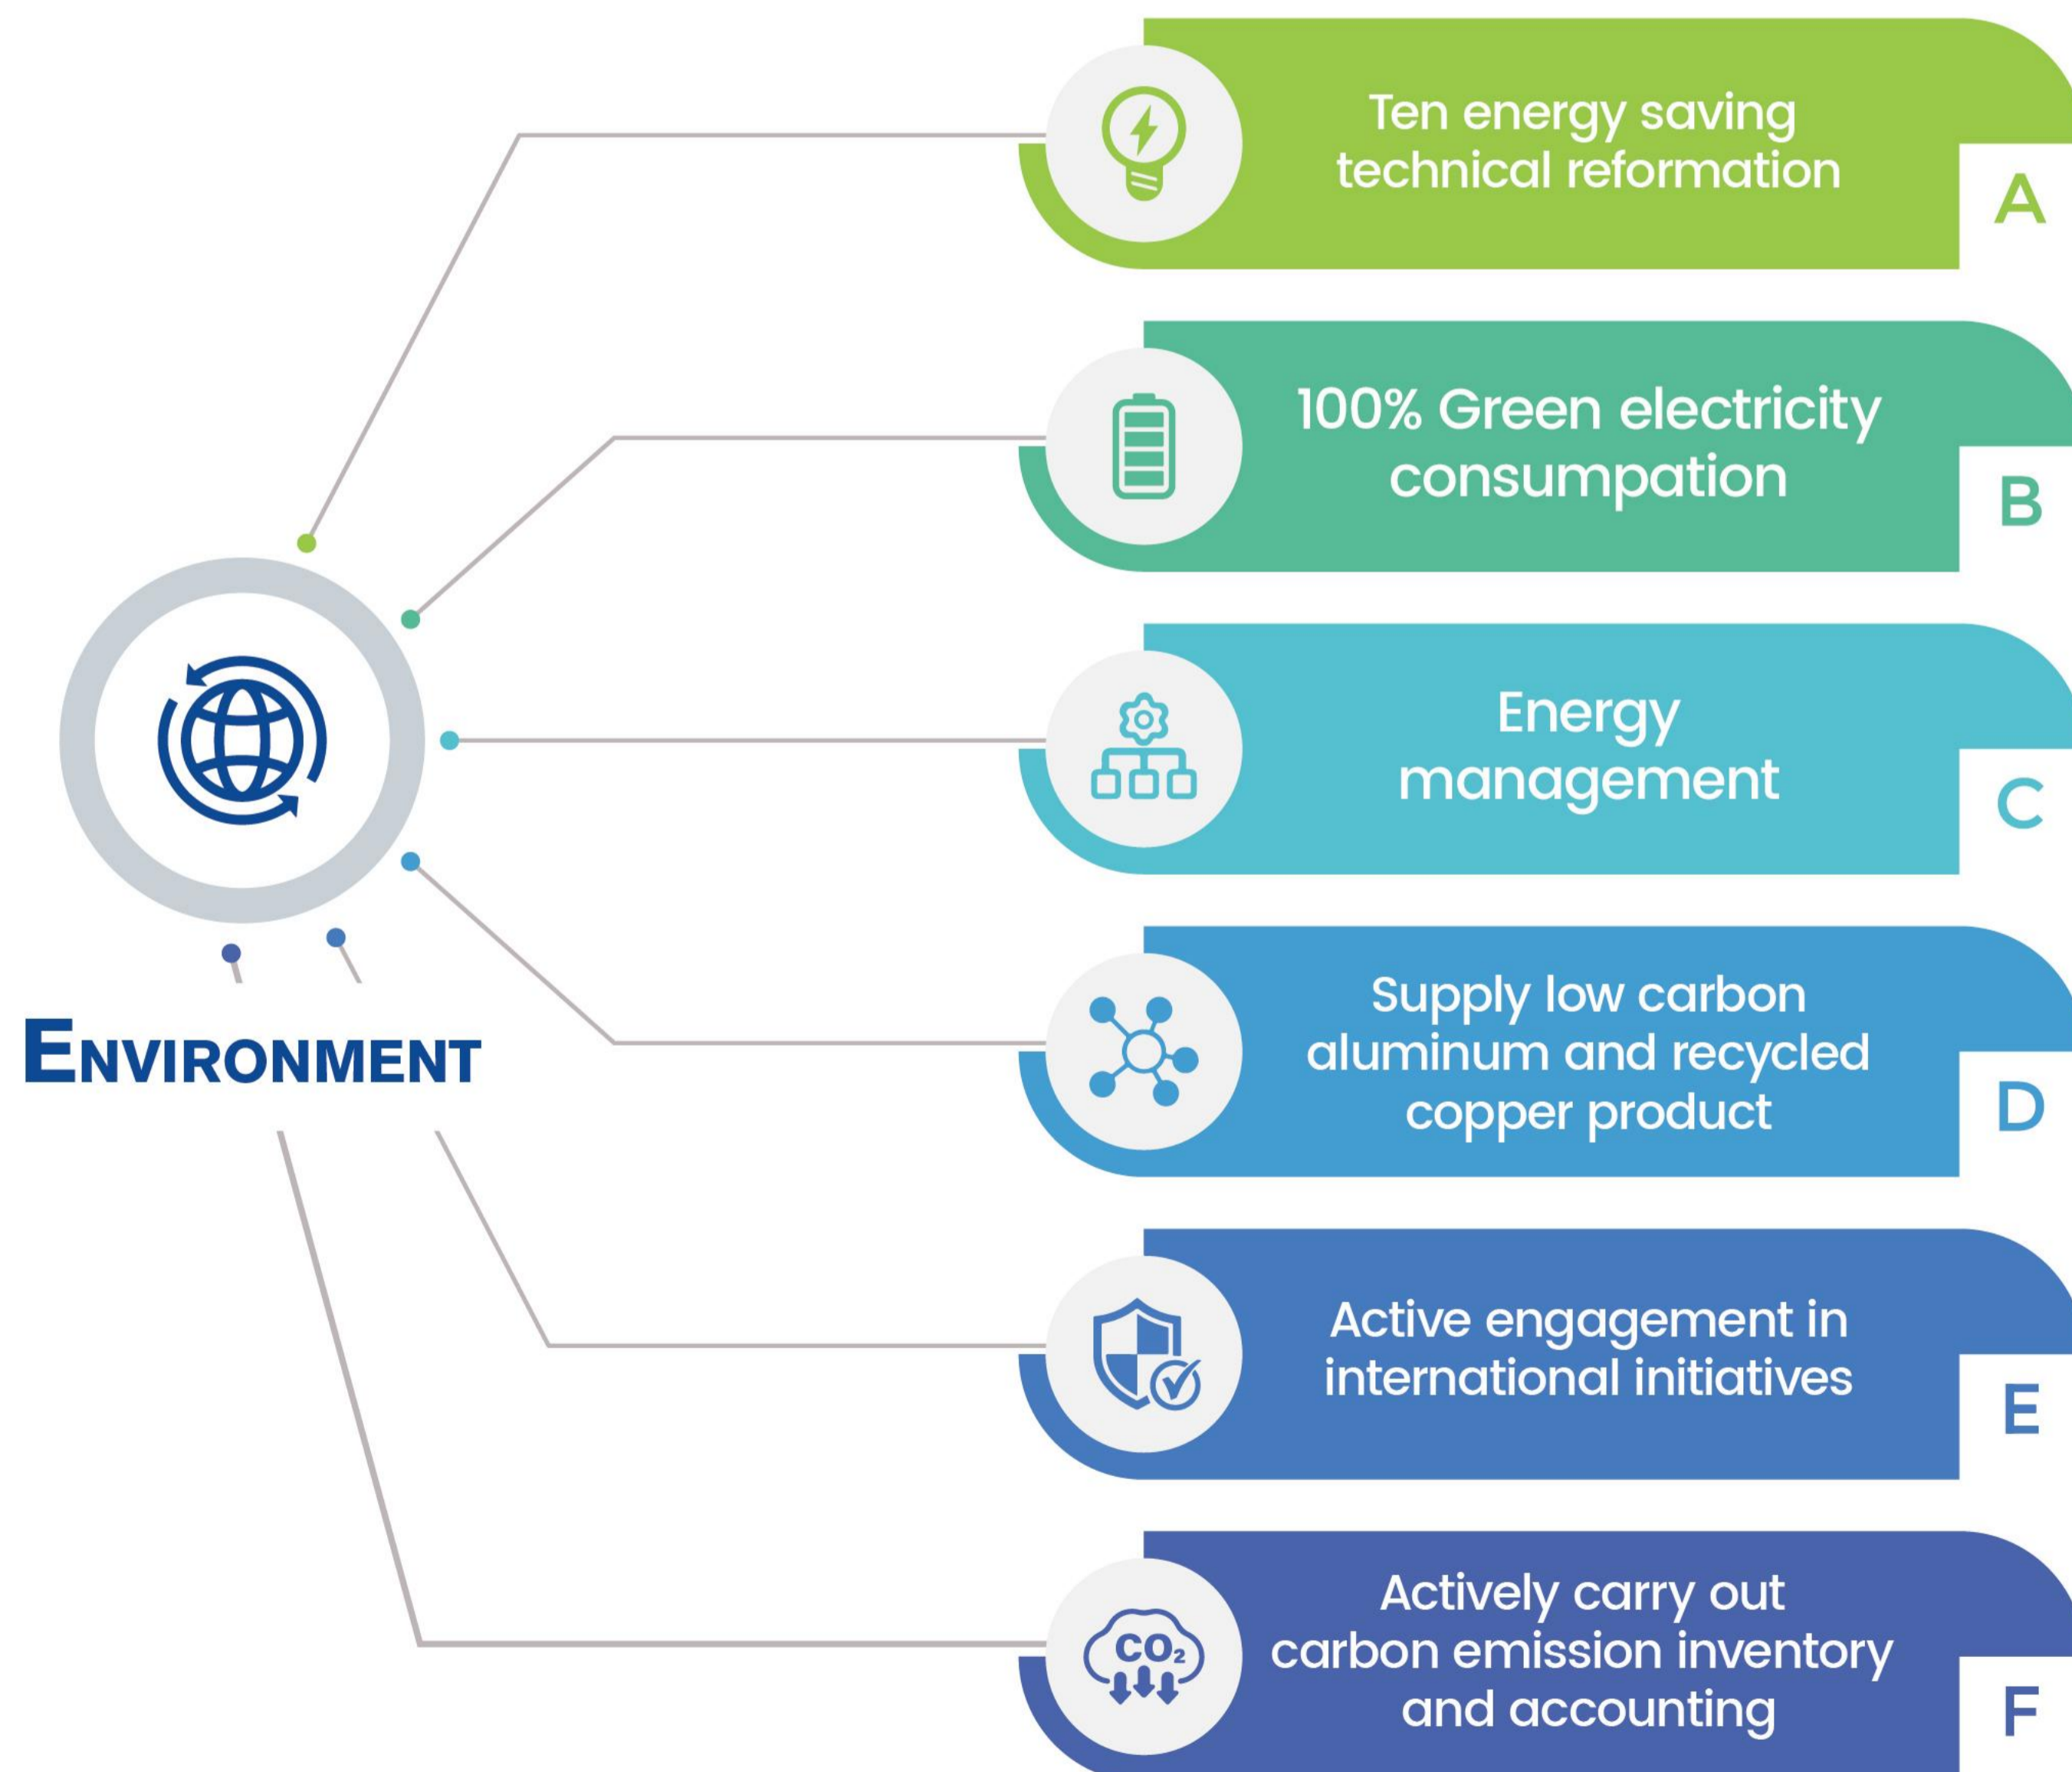 Ten energy saving
technical reformation
A
100% Green electricity
consumpation
B
Energy
management
C
ENVIRONMENT
Supply low carbon
aluminum and recycled
copper product
D
Active engagement in
international initiatives
E
CO₂
Actively carry out
carbon emission inventory
and accounting
F